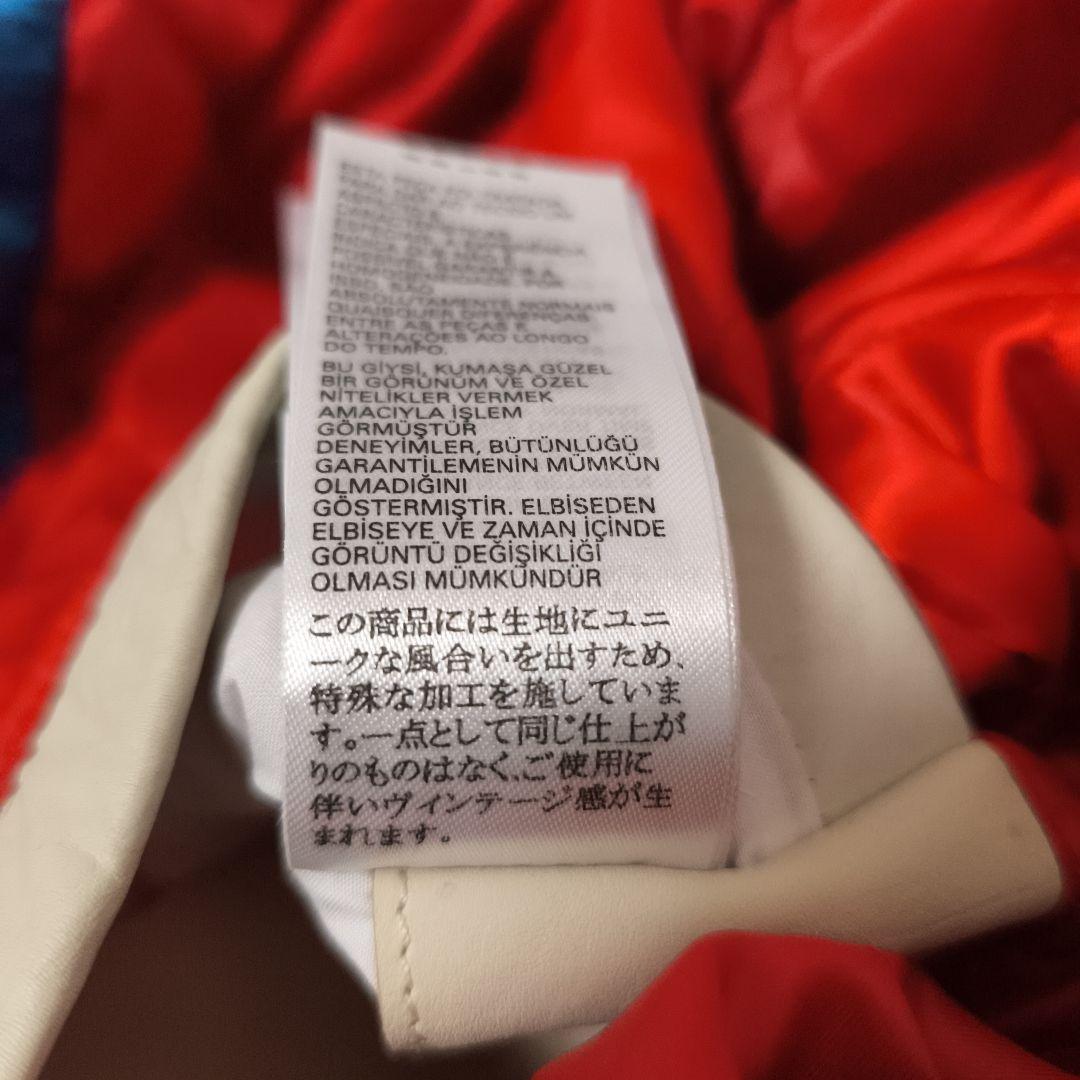 ABSOLUTAMENTE NORMAIS
QUAISQUER DIFERENÇAS
ENTRE AS PEÇAS E
ALTERAÇÕES AO LONGO
DO TEMPO.
BU GİYSİ, KUMAŞA GÜZEL
BİR GÖRÜNÜM VE ÖZEL
NİTELİKLER VERMEK
AMACIYLA İŞLEM
GÖRMÜŞTÜR
DENEYİMLER, BÜTÜNLÜĞÜ
GARANTİLEMENİN MÜMKÜN
OLMADIĞINI
GÖSTERMIŞTİR. ELBİSEDEN
ELBİSEYE VE ZAMAN İÇİNDE
GÖRÜNTÜ DEĞİŞİKLİĞİ
OLMASI MÜMKÜNDÜR
この商品には生地にユニ
ークな風合いを出すため、
特殊な加工を施していま
す。一点として同じ仕上が
りのものはなく、ご使用に
伴いヴィンテージ感が生
まれます。